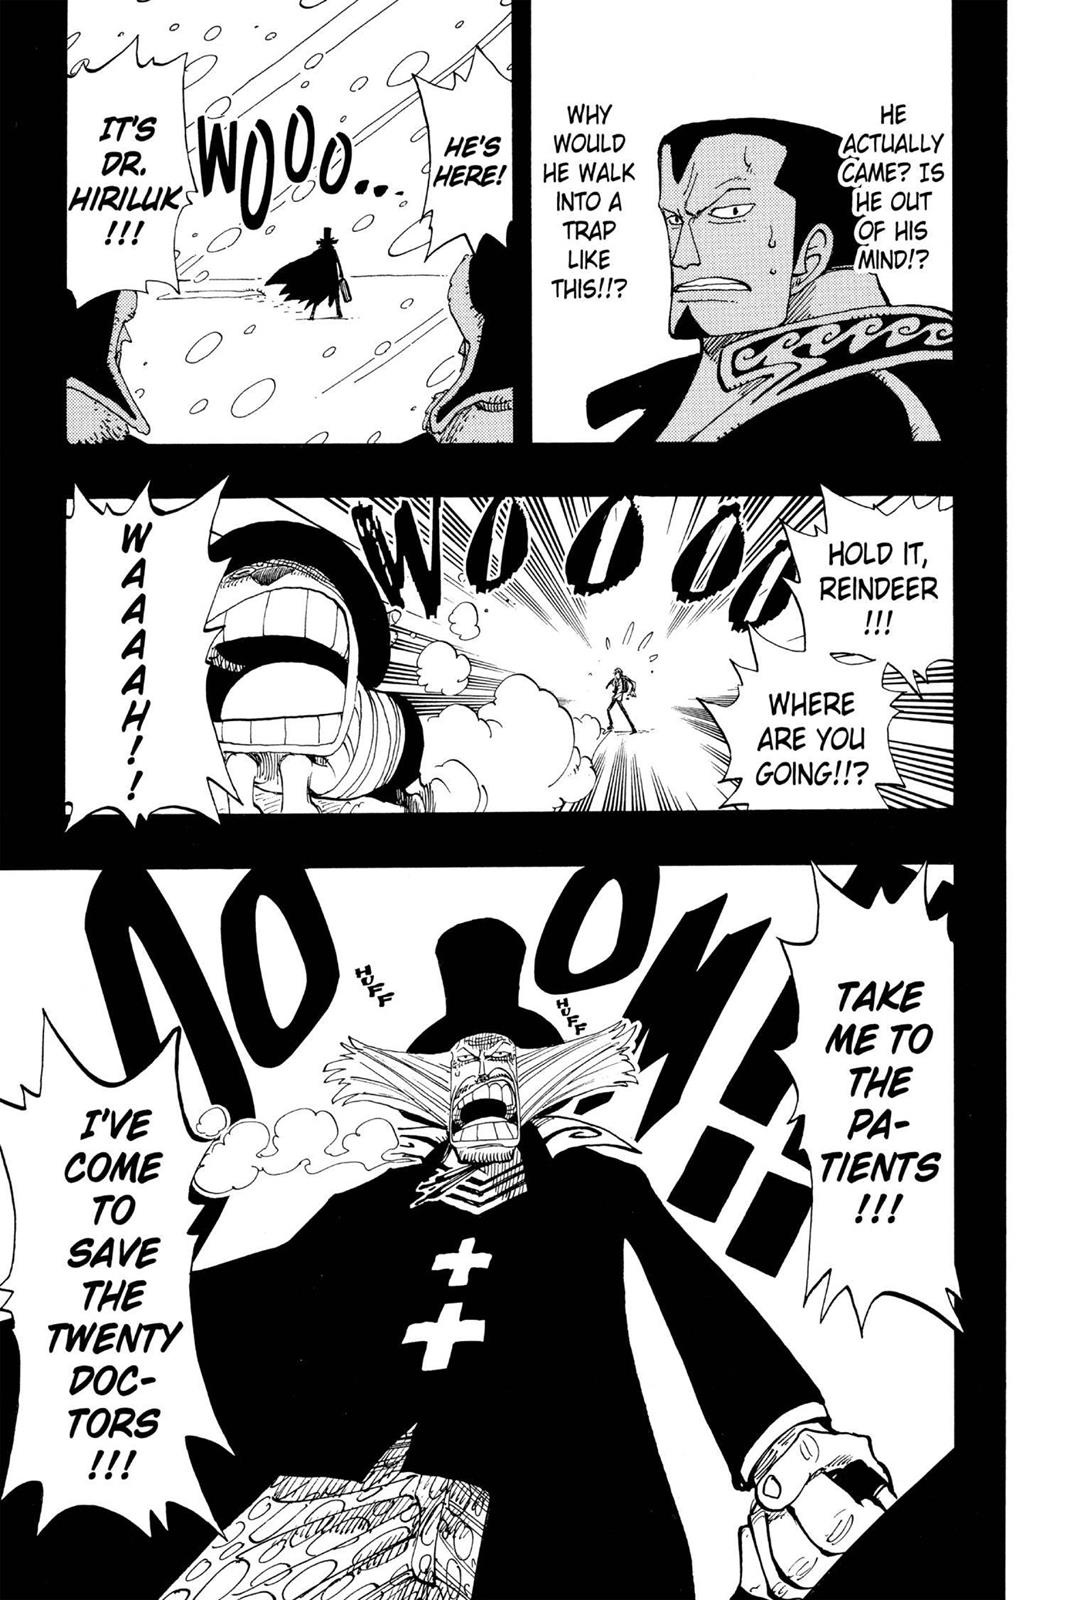 HE
ACTUALLY
CAME? IS
HE OUT
OF HIS
MIND!?
WHY
WOULD
HE WALK
INTO A
TRAP
LIKE
THIS!!?
HE'S
HERE!
WOOO...
IT'S
DR.
HIRILUK
!!!
HOLD IT,
REINDEER
!!!
WHERE
ARE YOU
GOING!!?
WOOOOO
WAAAAH!!
TAKE
ME TO
THE
PA-
TIENTS
!!!
HUFF
HUFF
I'VE
COME
TO
SAVE
THE
TWENTY
DOC-
TORS
!!!